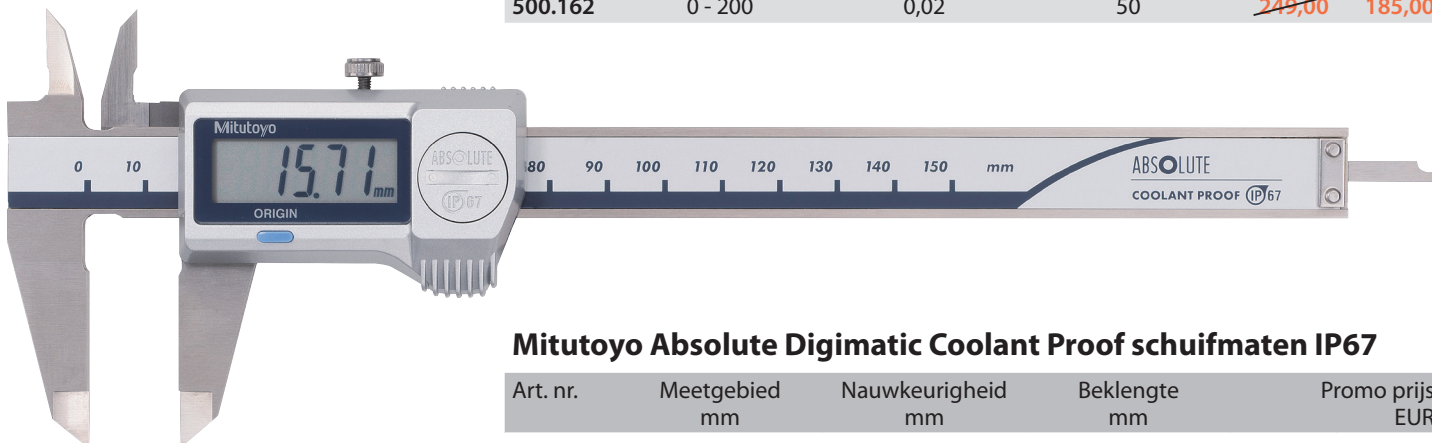 500.162 0 - 200 0,02 50 249,00 185,00
Mitutoyo
15.71 mm
ORIGIN
ABSOLUTE
IP67
0 10 80 90 100 110 120 130 140 150 mm
ABSOLUTE
COOLANT PROOF IP67
Mitutoyo Absolute Digimatic Coolant Proof schuifmaten IP67
Art. nr. Meetgebied Nauwkeurigheid Beklengte Promo prijs
mm mm mm EUR